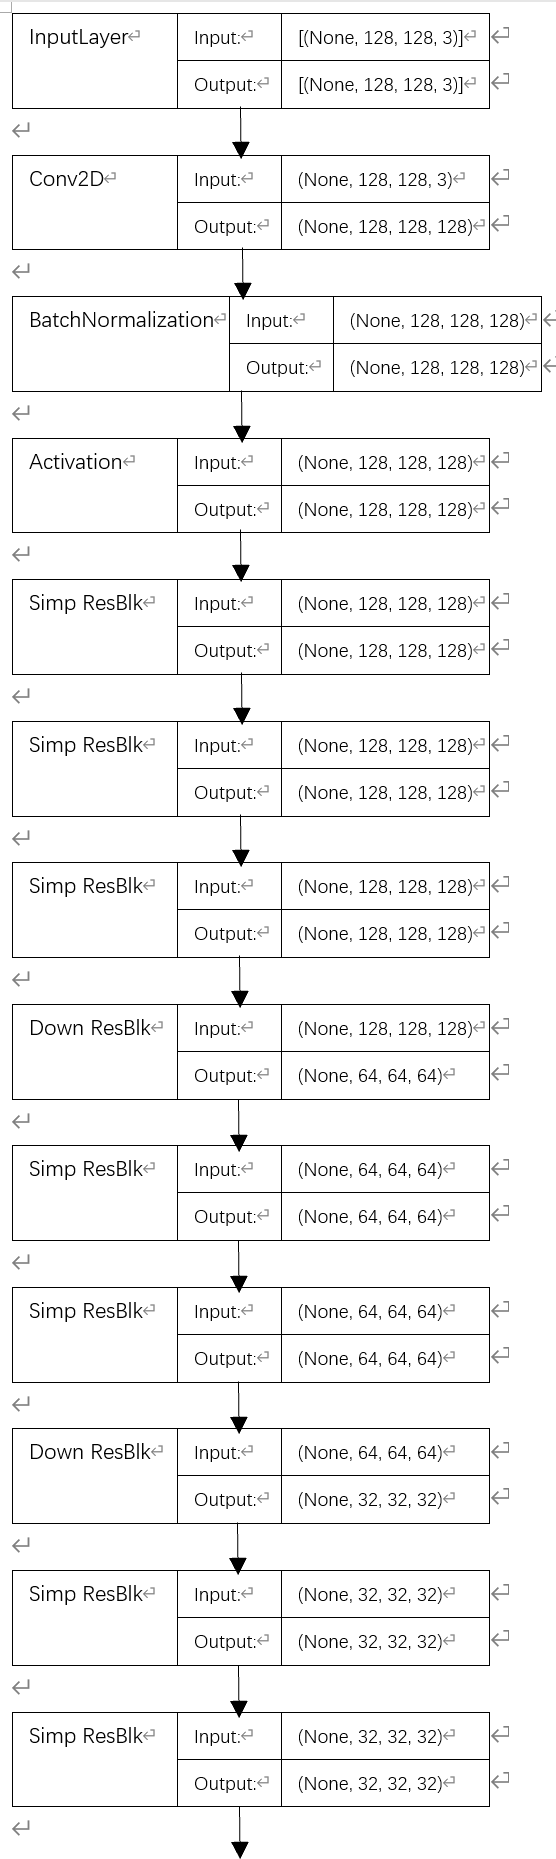 InputLayer Input: [(None, 128, 128, 3)]
Output: [(None, 128, 128, 3)]
Conv2D Input: (None, 128, 128, 3)
Output: (None, 128, 128, 128)
BatchNormalization Input: (None, 128, 128, 128)
Output: (None, 128, 128, 128)
Activation Input: (None, 128, 128, 128)
Output: (None, 128, 128, 128)
Simp ResBlk Input: (None, 128, 128, 128)
Output: (None, 128, 128, 128)
Simp ResBlk Input: (None, 128, 128, 128)
Output: (None, 128, 128, 128)
Simp ResBlk Input: (None, 128, 128, 128)
Output: (None, 128, 128, 128)
Down ResBlk Input: (None, 128, 128, 128)
Output: (None, 64, 64, 64)
Simp ResBlk Input: (None, 64, 64, 64)
Output: (None, 64, 64, 64)
Simp ResBlk Input: (None, 64, 64, 64)
Output: (None, 64, 64, 64)
Down ResBlk Input: (None, 64, 64, 64)
Output: (None, 32, 32, 32)
Simp ResBlk Input: (None, 32, 32, 32)
Output: (None, 32, 32, 32)
Simp ResBlk Input: (None, 32, 32, 32)
Output: (None, 32, 32, 32)